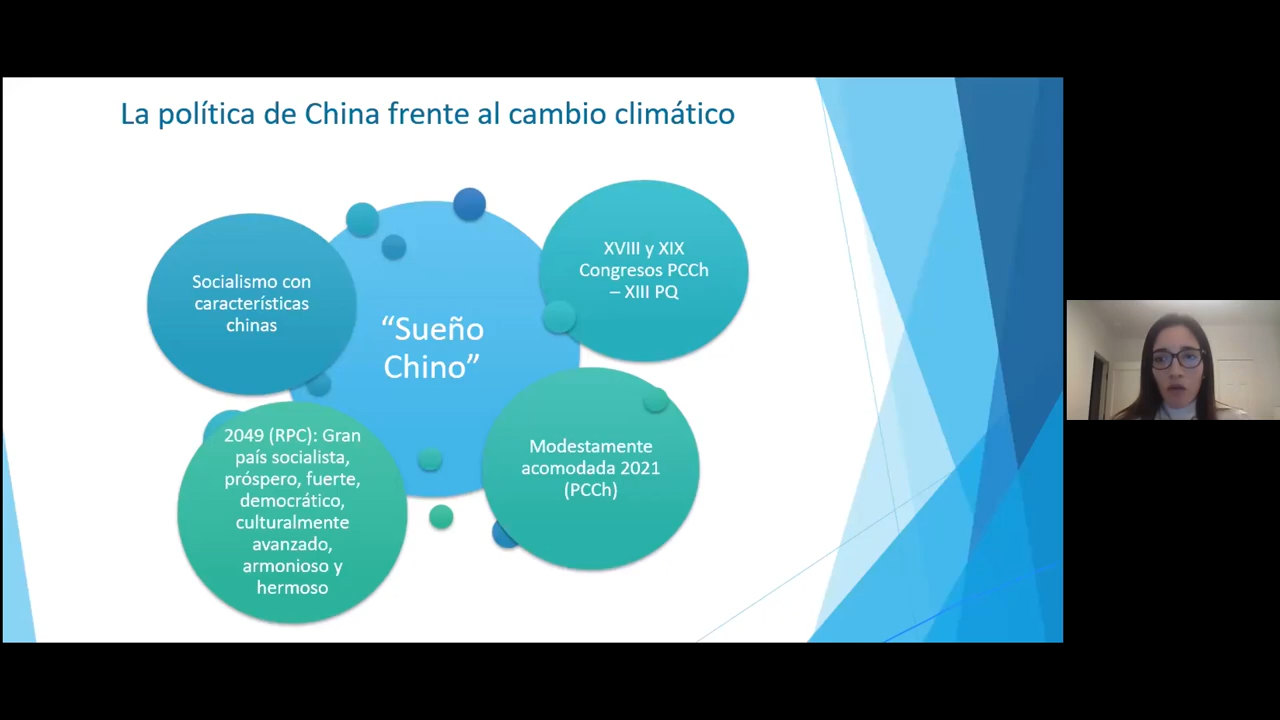 La política de China frente al cambio climático
Socialismo con
características
chinas
“Sueño
Chino”
XVIII y XIX
Congresos PCCh
– XIII PQ
2049 (RPC): Gran
país socialista,
próspero, fuerte,
democrático,
culturalmente
avanzado,
armonioso y
hermoso
Modestamente
acomodada 2021
(PCCh)